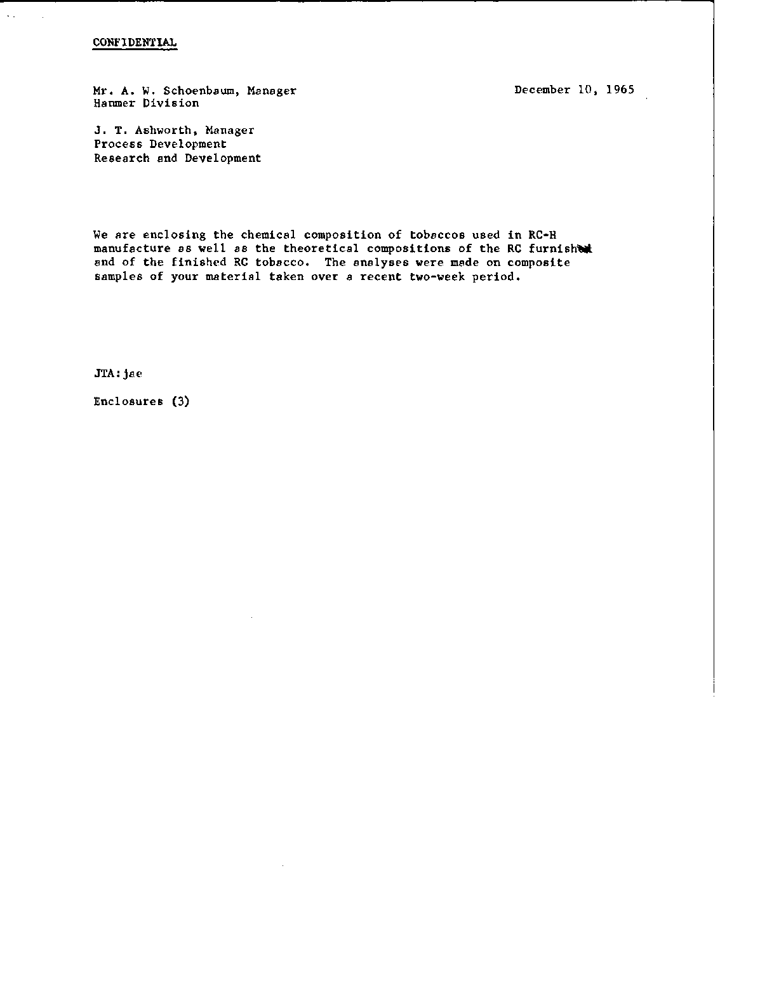 CONFIDENTIAL
Mr. A. W. Schoenbaum, Manager December 10, 1965
Hanmer Division
J. T. Ashworth, Manager
Process Development
Research and Development
We are enclosing the chemical composition of tobaccos used in RC-H
manufacture as well as the theoretical compositions of the RC furnish
and of the finished RC tobacco. The analyses were made on composite
samples of your material taken over a recent two-week period.
JTA:jae
Enclosures (3)